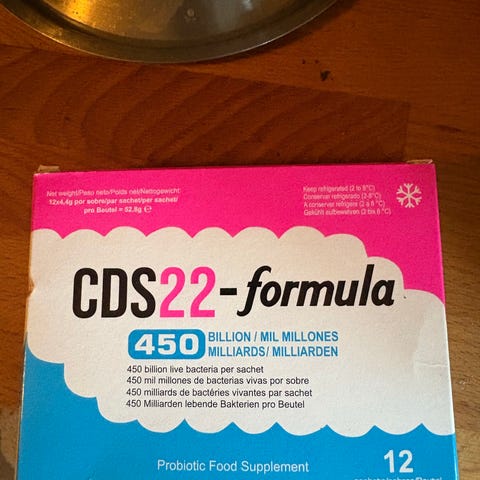 Net weight/Peso neto/Poids net/Nettogewicht:
12x4,4g por sobre/par sachet/per sachet/
pro Beutel = 52,8g ℮
Keep refrigerated (2 to 8°C)
Conservar refrigerado (2-8°C)
A conserver refrigere (2 a 8 °C)
Gekühlt aufbewahren (2 bis 8 °C)
CDS22-formula
450 BILLION / MIL MILLONES
MILLIARDS/ MILLIARDEN
450 billion live bacteria per sachet
450 mil millones de bacterias vivas por sobre
450 milliards de bactéries vivantes par sachet
450 Milliarden lebende Bakterien pro Beutel
Probiotic Food Supplement
12